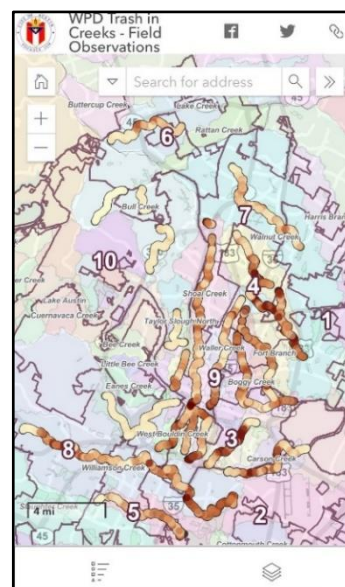 WPD Trash in
Creeks - Field
Observations
Search for address
45
Buttercup Creek
Lake Creek
Rattan Creek
6
Bull Creek
7
Harris Bran
Walnut Creek
10
183
35
4
Lake Austin
Shoal Creek
1
Cuernavaca Creek
Taylor Slough North
Bee Creek
Waller Creek
Fort Branch
Little Bee Creek
9
Eanes Creek
Boggy Creek
West Bouldin Creek
3
8
Carson Creek
Williamson Creek
4 mi
35
5
2
45
Cottonmouth Creek